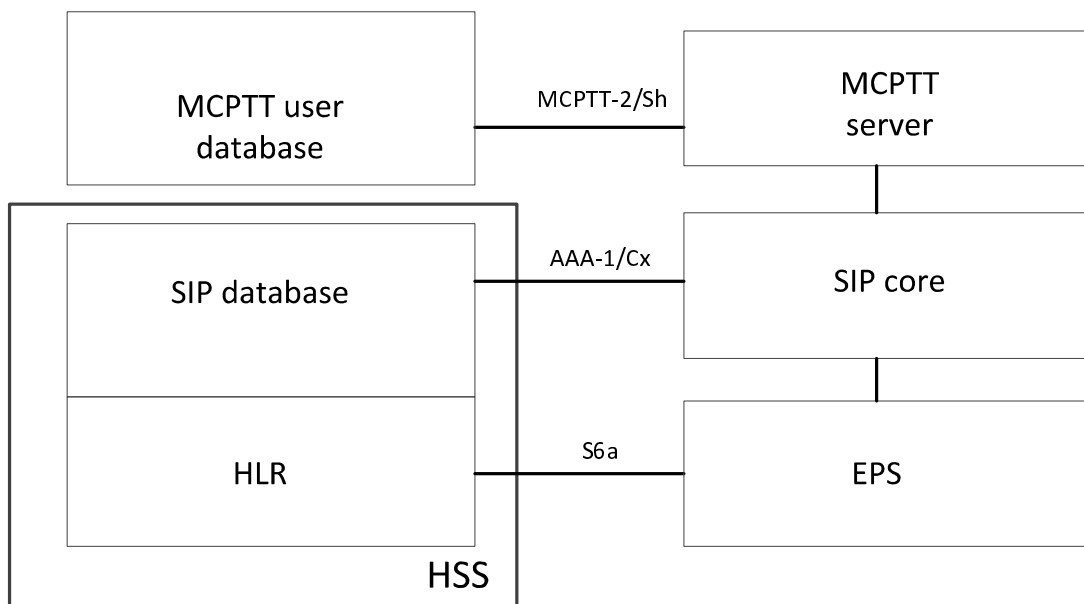 MCPTT user
database
MCPTT-2/Sh
MCPTT
server
SIP database
AAA-1/Cx
SIP core
HLR
S6a
EPS
HSS